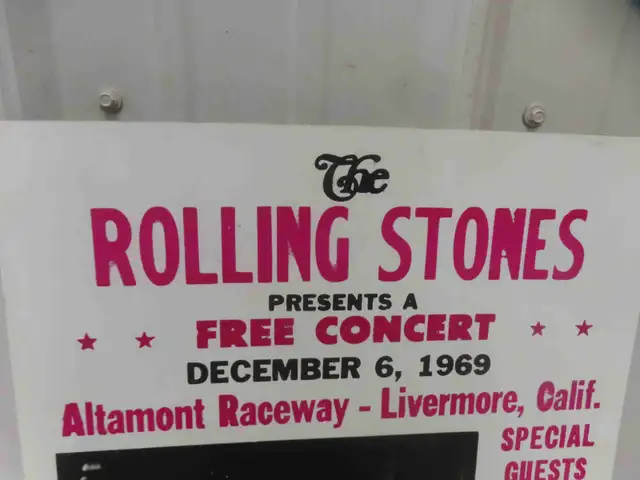 The
ROLLING STONES
PRESENTS A
FREE CONCERT
DECEMBER 6, 1969
Altamont Raceway - Livermore, Calif.
SPECIAL
GUESTS